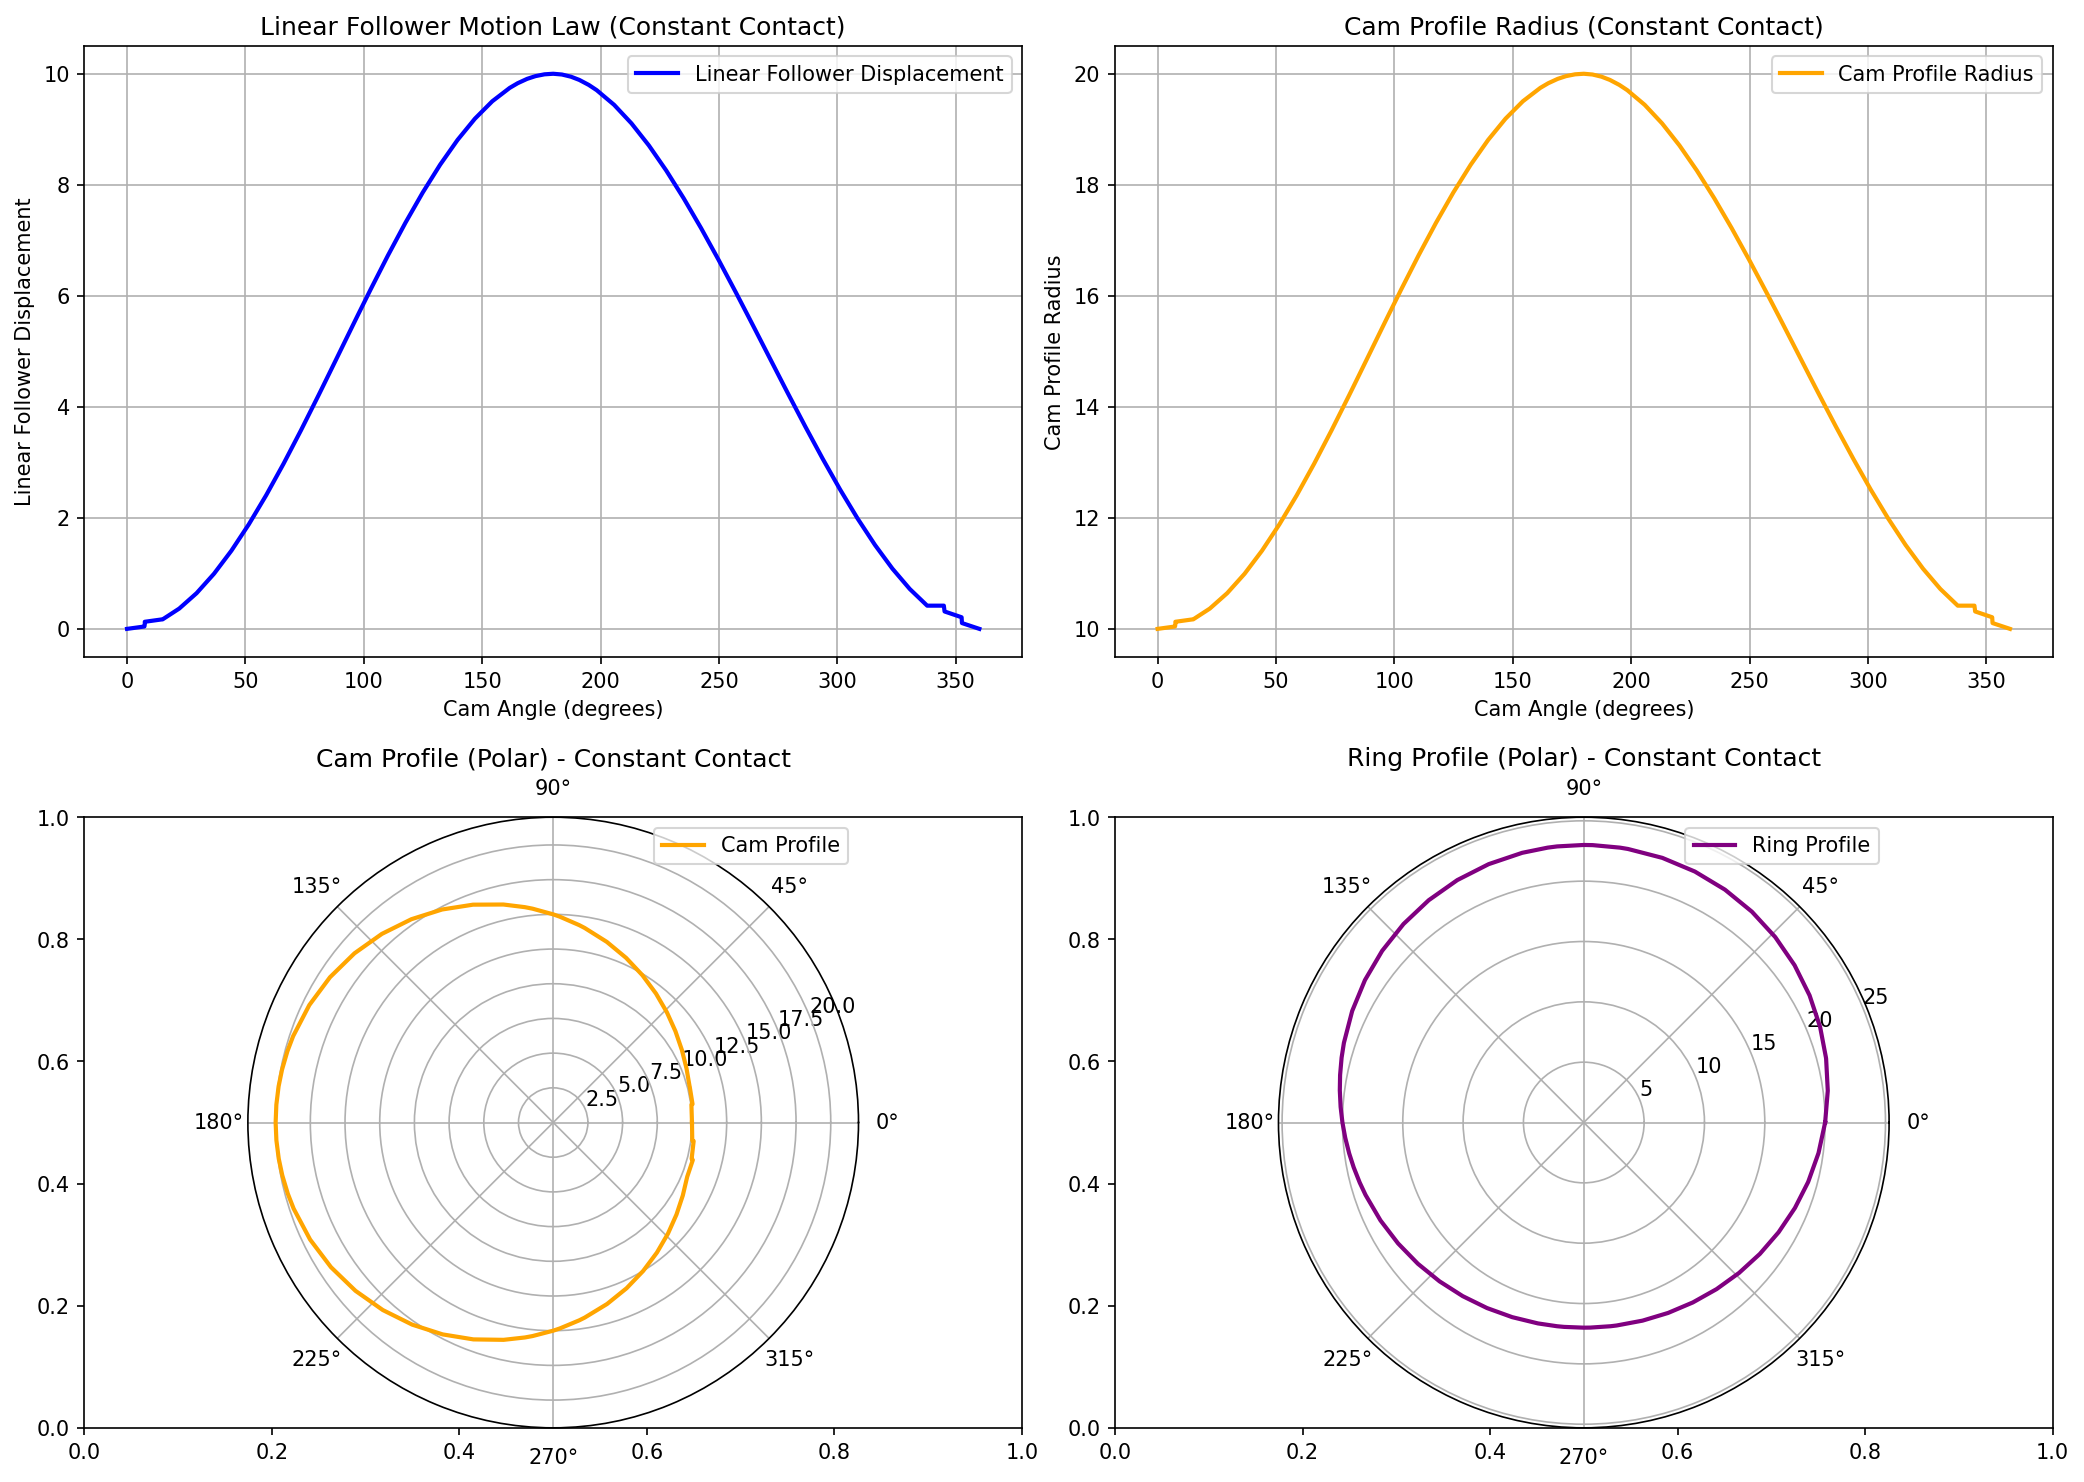 Linear Follower Motion Law (Constant Contact)
Linear Follower Displacement
Linear Follower Displacement
10
8
6
4
2
0
0 50 100 150 200 250 300 350
Cam Angle (degrees)
Cam Profile Radius (Constant Contact)
Cam Profile Radius
Cam Profile Radius
20
18
16
14
12
10
0 50 100 150 200 250 300 350
Cam Angle (degrees)
Cam Profile (Polar) - Constant Contact
90°
Cam Profile
135° 45°
180° 0°
225° 315°
270°
2.5 5.0 7.5 10.0 12.5 15.0 17.5 20.0
1.0
0.8
0.6
0.4
0.2
0.0
0.0 0.2 0.4 0.6 0.8 1.0
Ring Profile (Polar) - Constant Contact
90°
Ring Profile
135° 45°
180° 0°
225° 315°
270°
5 10 15 20 25
1.0
0.8
0.6
0.4
0.2
0.0
0.0 0.2 0.4 0.6 0.8 1.0